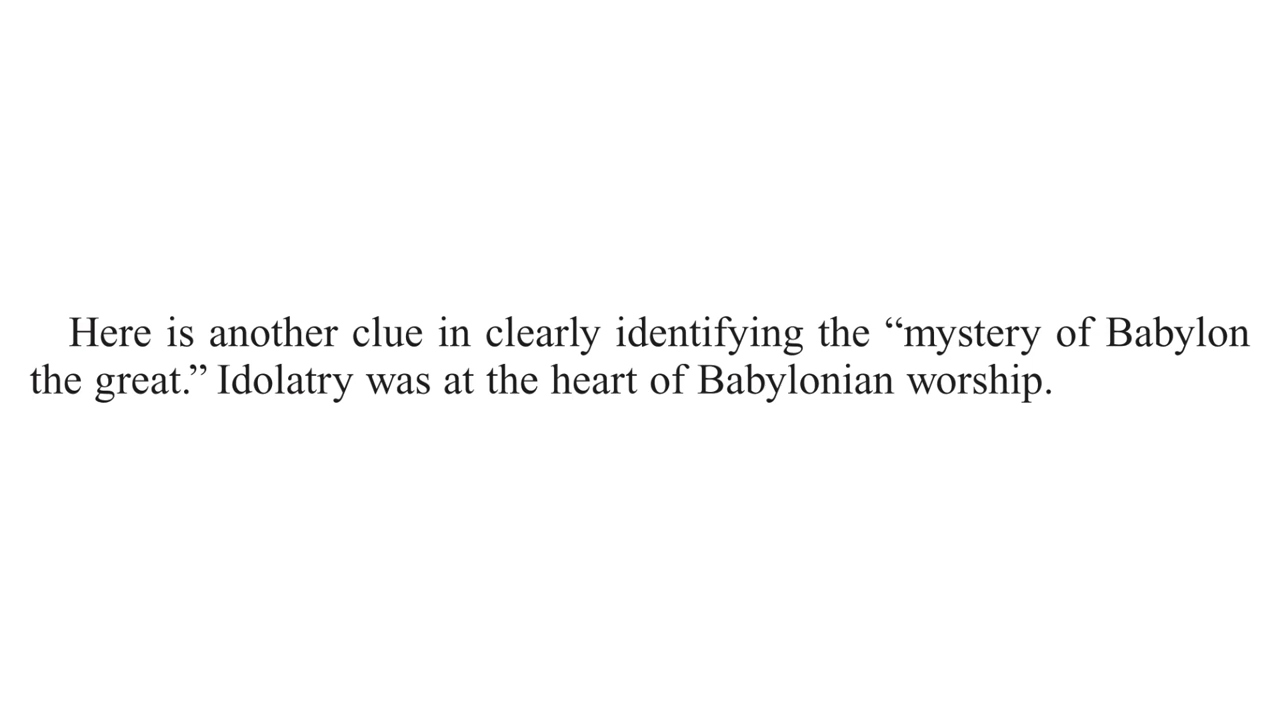 Here is another clue in clearly identifying the “mystery of Babylon
the great.” Idolatry was at the heart of Babylonian worship.